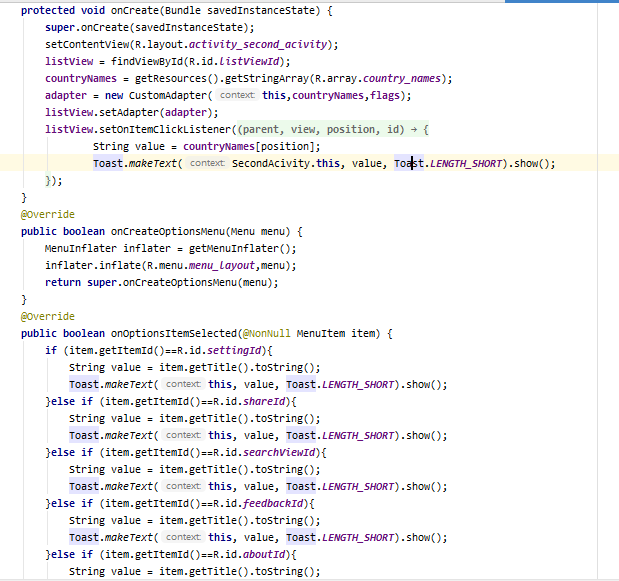 protected void onCreate(Bundle savedInstanceState) {
super.onCreate(savedInstanceState);
setContentView(R.layout.activity_second_acivity);
listView = findViewById(R.id.listViewId);
countryNames = getResources().getStringArray(R.array.country_names);
adapter = new CustomAdapter( context: this,countryNames,flags);
listView.setAdapter(adapter);
listView.setOnItemClickListener((parent, view, position, id) → {
String value = countryNames[position];
Toast.makeText( context: SecondAcivity.this, value, Toast.LENGTH_SHORT).show();
});
}
@Override
public boolean onCreateOptionsMenu(Menu menu) {
MenuInflater inflater = getMenuInflater();
inflater.inflate(R.menu.menu_layout,menu);
return super.onCreateOptionsMenu(menu);
}
@Override
public boolean onOptionsItemSelected(@NonNull MenuItem item) {
if (item.getItemId()==R.id.settingId){
String value = item.getTitle().toString();
Toast.makeText( context: this, value, Toast.LENGTH_SHORT).show();
}else if (item.getItemId()==R.id.shareId){
String value = item.getTitle().toString();
Toast.makeText( context: this, value, Toast.LENGTH_SHORT).show();
}else if (item.getItemId()==R.id.searchViewId){
String value = item.getTitle().toString();
Toast.makeText( context: this, value, Toast.LENGTH_SHORT).show();
}else if (item.getItemId()==R.id.feedbackId){
String value = item.getTitle().toString();
Toast.makeText( context: this, value, Toast.LENGTH_SHORT).show();
}else if (item.getItemId()==R.id.aboutId){
String value = item.getTitle().toString();